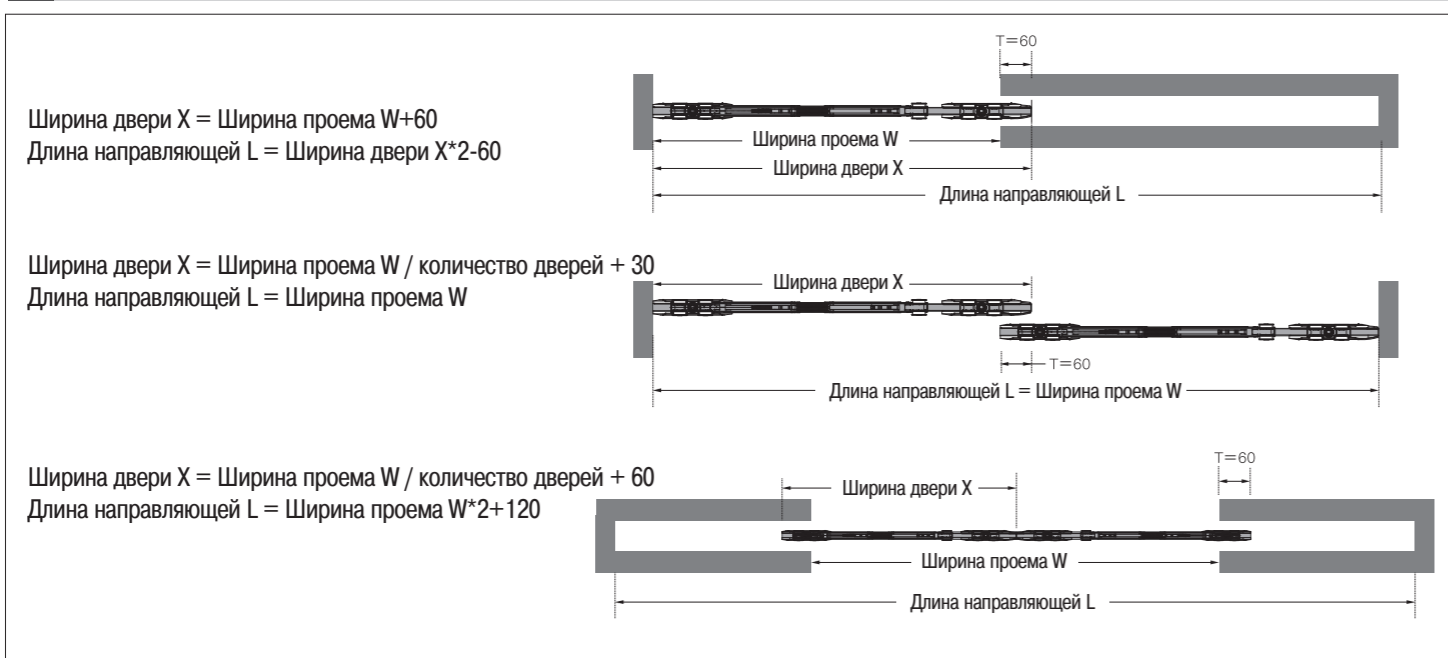 Ширина двери X = Ширина проема W+60
Длина направляющей L = Ширина двери X*2-60
T=60
Ширина проема W
Ширина двери X
Длина направляющей L
Ширина двери X = Ширина проема W / количество дверей + 30
Длина направляющей L = Ширина проема W
Ширина двери X
T=60
Длина направляющей L = Ширина проема W
Ширина двери X = Ширина проема W / количество дверей + 60
Длина направляющей L = Ширина проема W*2+120
T=60
Ширина двери X
Ширина проема W
Длина направляющей L